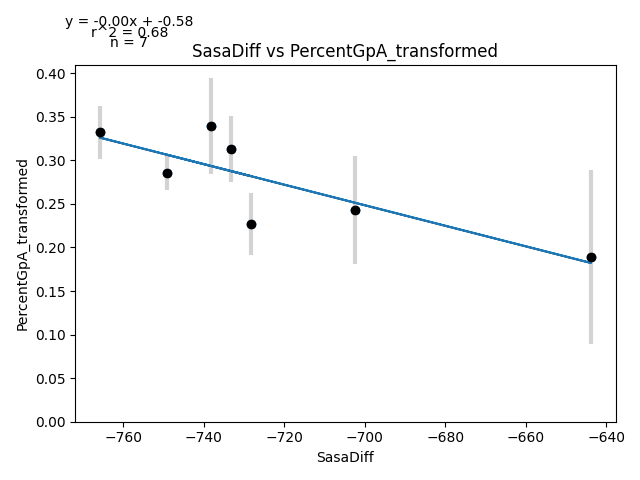 y = -0.00x + -0.58
r^2 = 0.68
n = 7
SasaDiff vs PercentGpA_transformed
PercentGpA_transformed
0.40
0.35
0.30
0.25
0.20
0.15
0.10
0.05
0.00
−760
−740
−720
−700
−680
−660
−640
SasaDiff